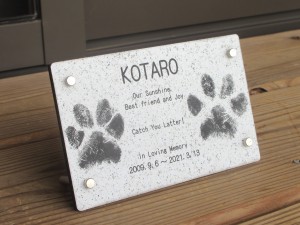 KOTARO
Our Sunshine,
Best friend and Joy
Catch You Latter!
In Loving Memory
2009. 9. 6 ~ 2021. 3. 13